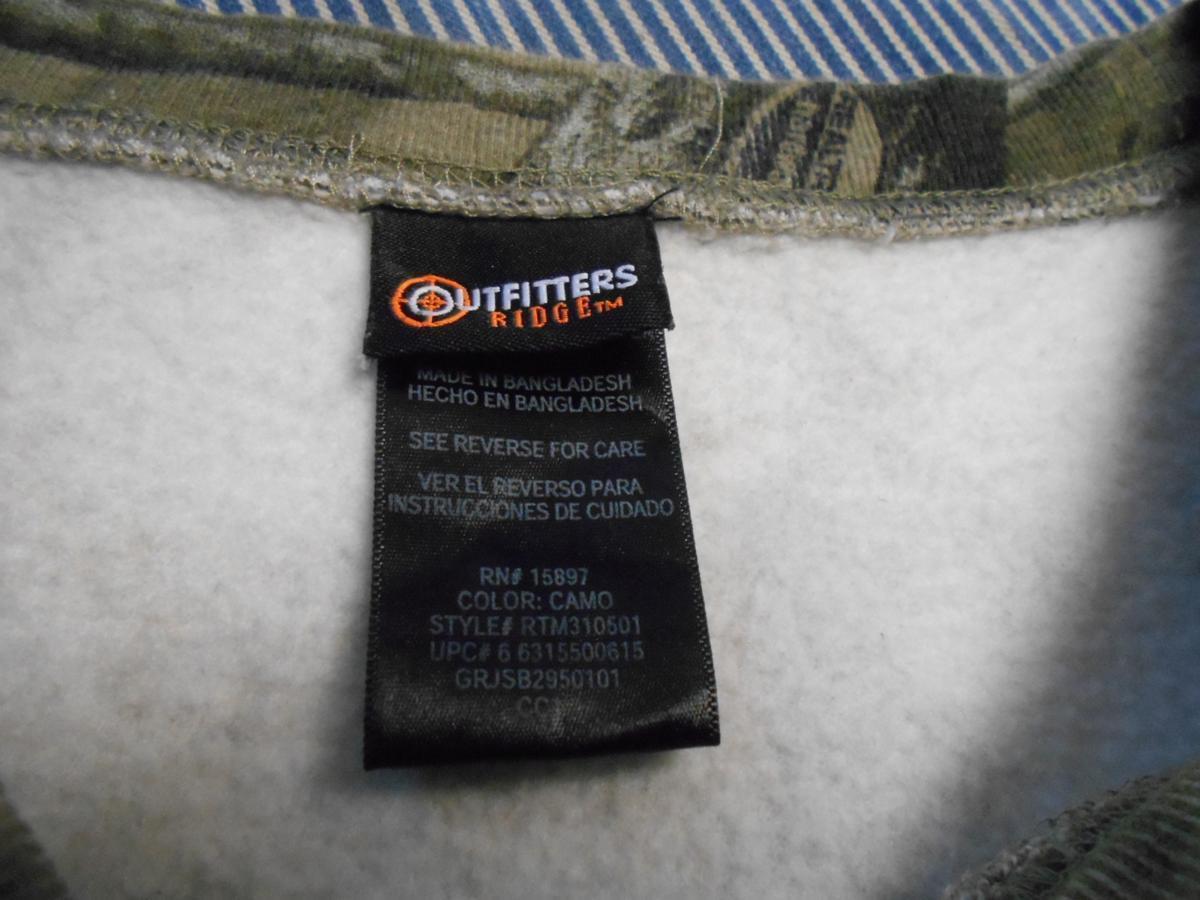 OUTFITTERS
RIDGE™
MADE IN BANGLADESH
HECHO EN BANGLADESH
SEE REVERSE FOR CARE
VER EL REVERSO PARA
INSTRUCCIONES DE CUIDADO
RN# 15897
COLOR: CAMO
STYLE# RTM310501
UPC# 6 6315500615
GRJSB2950101